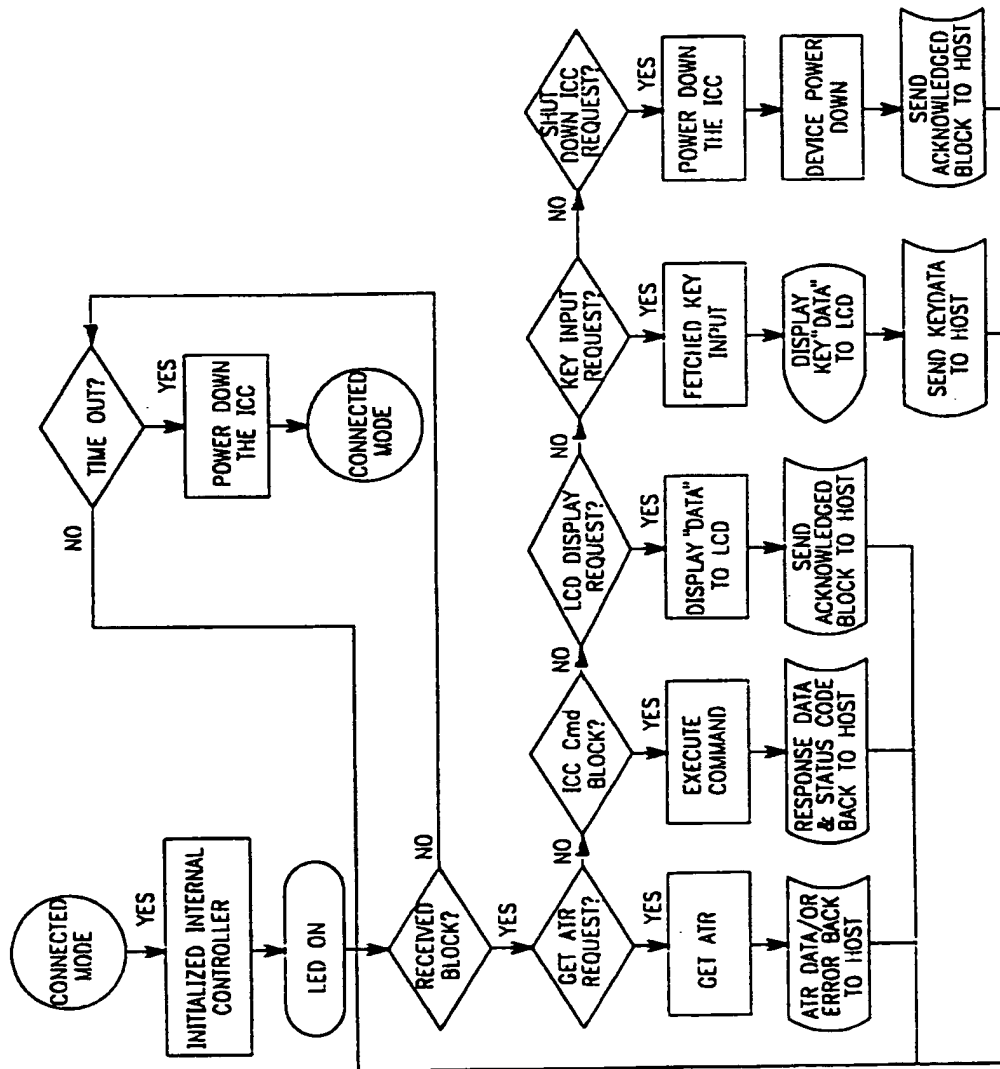 CONNECTED
MODE
YES
INITIALIZED INTERNAL
CONTROLLER
LED ON
RECEIVED
BLOCK?
NO
YES
TIME OUT?
NO
YES
POWER DOWN
THE ICC
CONNECTED
MODE
GET ATR
REQUEST?
NO
YES
GET ATR
ATR DATA/OR
ERROR BACK
TO HOST
ICC Cmd
BLOCK?
NO
YES
EXECUTE
COMMAND
RESPONSE DATA
& STATUS CODE
BACK TO HOST
LCD DISPLAY
REQUEST?
NO
YES
DISPLAY "DATA"
TO LCD
SEND
ACKNOWLEDGED
BLOCK TO HOST
KEY INPUT
REQUEST?
NO
YES
FETCHED KEY
INPUT
DISPLAY
KEY "DATA"
TO LCD
SEND KEYDATA
TO HOST
SHUT
DOWN ICC
REQUEST?
YES
POWER DOWN
THE ICC
DEVICE POWER
DOWN
SEND
ACKNOWLEDGED
BLOCK TO HOST